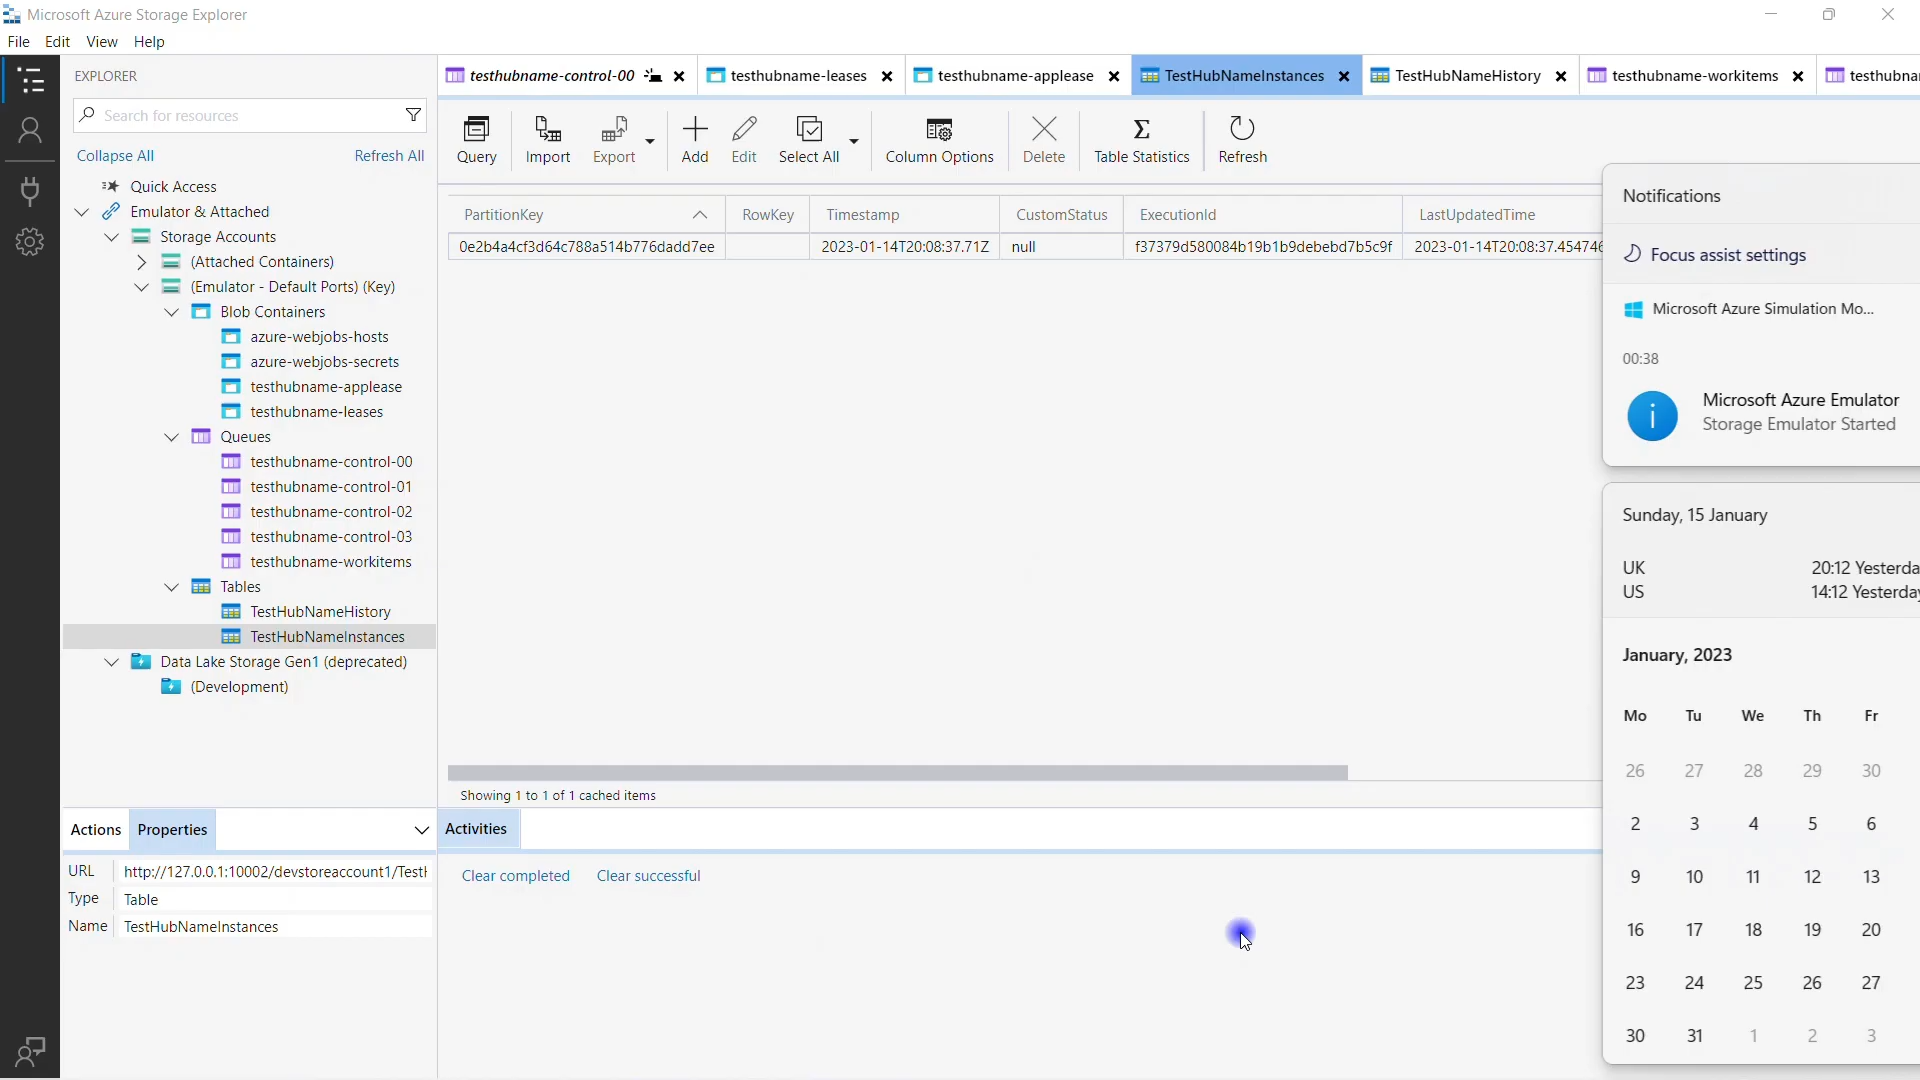 Microsoft Azure Storage Explorer
File Edit View Help
EXPLORER
Search for resources
Collapse All Refresh All
Quick Access
Emulator & Attached
Storage Accounts
(Attached Containers)
(Emulator - Default Ports) (Key)
Blob Containers
azure-webjobs-hosts
azure-webjobs-secrets
testhubname-applease
testhubname-leases
Queues
testhubname-control-00
testhubname-control-01
testhubname-control-02
testhubname-control-03
testhubname-workitems
Tables
TestHubNameHistory
TestHubNameInstances
Data Lake Storage Gen1 (deprecated)
(Development)
Actions Properties
URL http://127.0.0.1:10002/devstoreaccount1/Testl
Type Table
Name TestHubNameInstances
testhubname-control-00 testhubname-leases testhubname-applease TestHubNameInstances TestHubNameHistory testhubname-workitems testhubna
Query Import Export Add Edit Select All Column Options Delete Table Statistics Refresh
PartitionKey RowKey Timestamp CustomStatus ExecutionId LastUpdatedTime
0e2b4a4cf3d64c788a514b776dadd7ee 2023-01-14T20:08:37.71Z null f37379d580084b19b1b9debebd7b5c9f 2023-01-14T20:08:37.454746
Showing 1 to 1 of 1 cached items
Activities
Clear completed Clear successful
Notifications
Focus assist settings
Microsoft Azure Simulation Mo...
00:38
i
Microsoft Azure Emulator
Storage Emulator Started
Sunday, 15 January
UK 20:12 Yesterda
US 14:12 Yesterday
January, 2023
Mo Tu We Th Fr
26 27 28 29 30
2 3 4 5 6
9 10 11 12 13
16 17 18 19 20
23 24 25 26 27
30 31 1 2 3